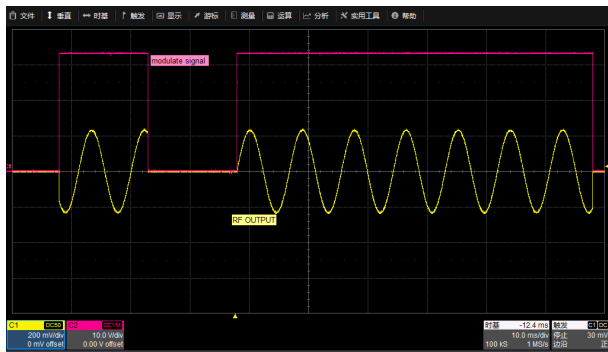 文件 垂直 时基 触发 显示 游标 测量 运算 分析 实用工具 帮助
modulate signal
RF OUTPUT
C1 DC50
200 mV/div
0 mV offset
C2 DC1M
10.0 V/div
0.00 V offset
时基 -12.4 ms
10.0 ms/div
100 kS 1 MS/s
触发 C1 DC
停止 30 mV
边沿 正